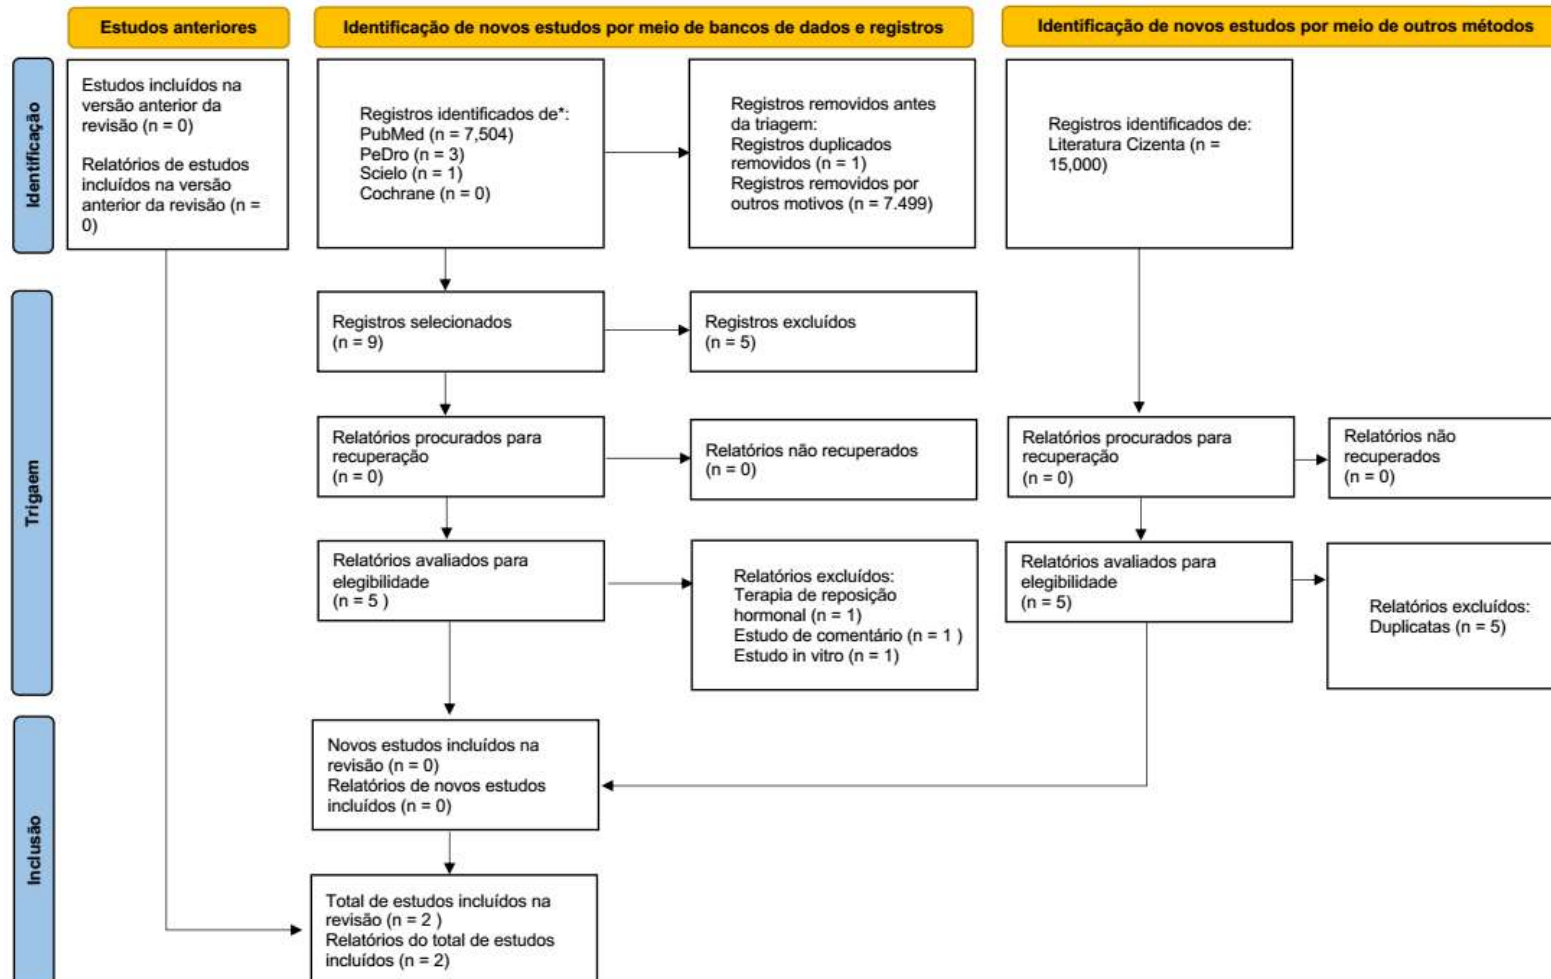 Estudos anteriores
Identificação de novos estudos por meio de bancos de dados e registros
Identificação de novos estudos por meio de outros métodos
Identificação
Estudos incluídos na
versão anterior da
revisão (n = 0)
Relatórios de estudos
incluídos na versão
anterior da revisão (n =
0)
Registros identificados de*:
PubMed (n = 7,504)
PeDro (n = 3)
Scielo (n = 1)
Cochrane (n = 0)
Registros removidos antes
da triagem:
Registros duplicados
removidos (n = 1)
Registros removidos por
outros motivos (n = 7.499)
Registros identificados de:
Literatura Cizenta (n =
15,000)
Trigaem
Registros selecionados
(n = 9)
Registros excluídos
(n = 5)
Relatórios procurados para
recuperação
(n = 0)
Relatórios não recuperados
(n = 0)
Relatórios procurados para
recuperação
(n = 0)
Relatórios não
recuperados
(n = 0)
Relatórios avaliados para
elegibilidade
(n = 5 )
Relatórios excluídos:
Terapia de reposição
hormonal (n = 1)
Estudo de comentário (n = 1 )
Estudo in vitro (n = 1)
Relatórios avaliados para
elegibilidade
(n = 5)
Relatórios excluídos:
Duplicatas (n = 5)
Inclusão
Novos estudos incluídos na
revisão (n = 0)
Relatórios de novos estudos
incluídos (n = 0)
Total de estudos incluídos na
revisão (n = 2 )
Relatórios do total de estudos
incluídos (n = 2)